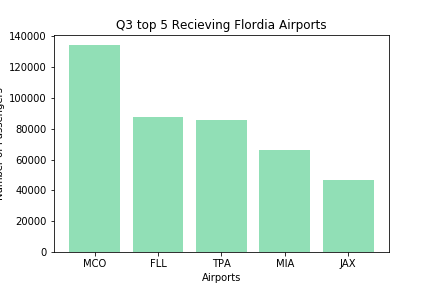 Q3 top 5 Recieving Flordia Airports
140000
120000
100000
80000
60000
40000
20000
0
Number of Passengers
MCO FLL TPA MIA JAX
Airports